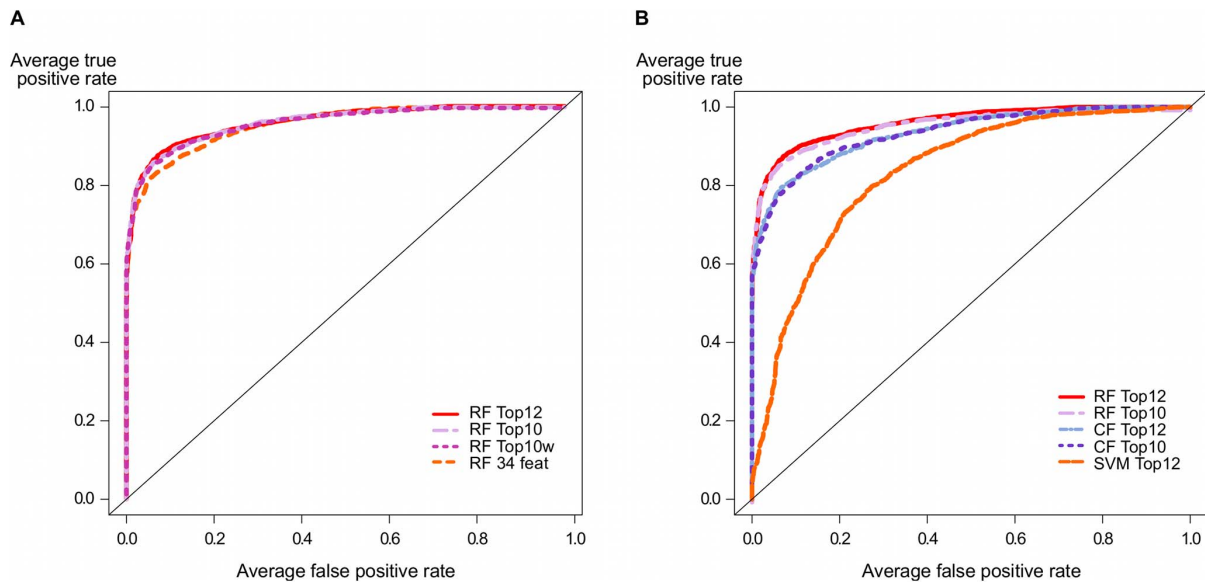 A
Average true
positive rate
1.0
0.8
0.6
0.4
0.2
0.0
RF Top12
RF Top10
RF Top10w
RF 34 feat
0.0 0.2 0.4 0.6 0.8 1.0
Average false positive rate
B
Average true
positive rate
1.0
0.8
0.6
0.4
0.2
0.0
RF Top12
RF Top10
CF Top12
CF Top10
SVM Top12
0.0 0.2 0.4 0.6 0.8 1.0
Average false positive rate